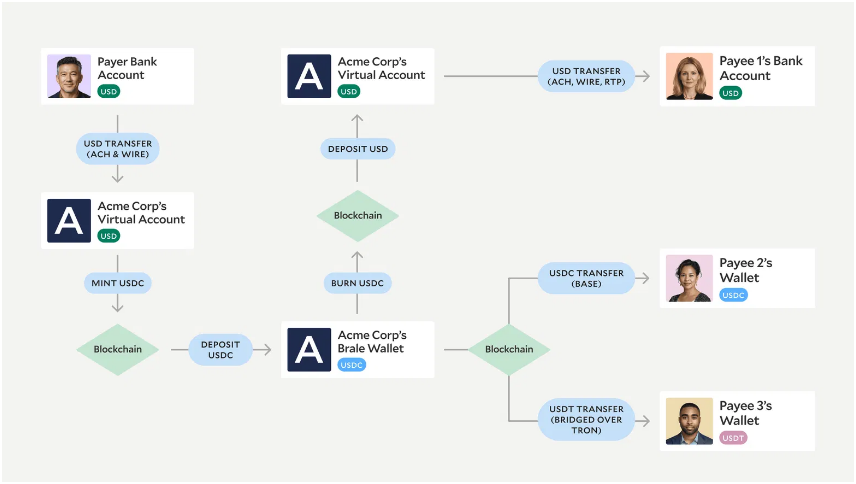 Payer Bank
Account
USD
USD TRANSFER
(ACH & WIRE)
A
Acme Corp's
Virtual Account
USD
MINT USDC
Blockchain
DEPOSIT
USDC
A
Acme Corp's
Brale Wallet
USDC
BURN USDC
Blockchain
DEPOSIT USD
A
Acme Corp's
Virtual Account
USD
USD TRANSFER
(ACH, WIRE, RTP)
Payee 1's Bank
Account
USD
Blockchain
USDC TRANSFER
(BASE)
Payee 2's
Wallet
USDC
USDT TRANSFER
(BRIDGED OVER
TRON)
Payee 3's
Wallet
USDT